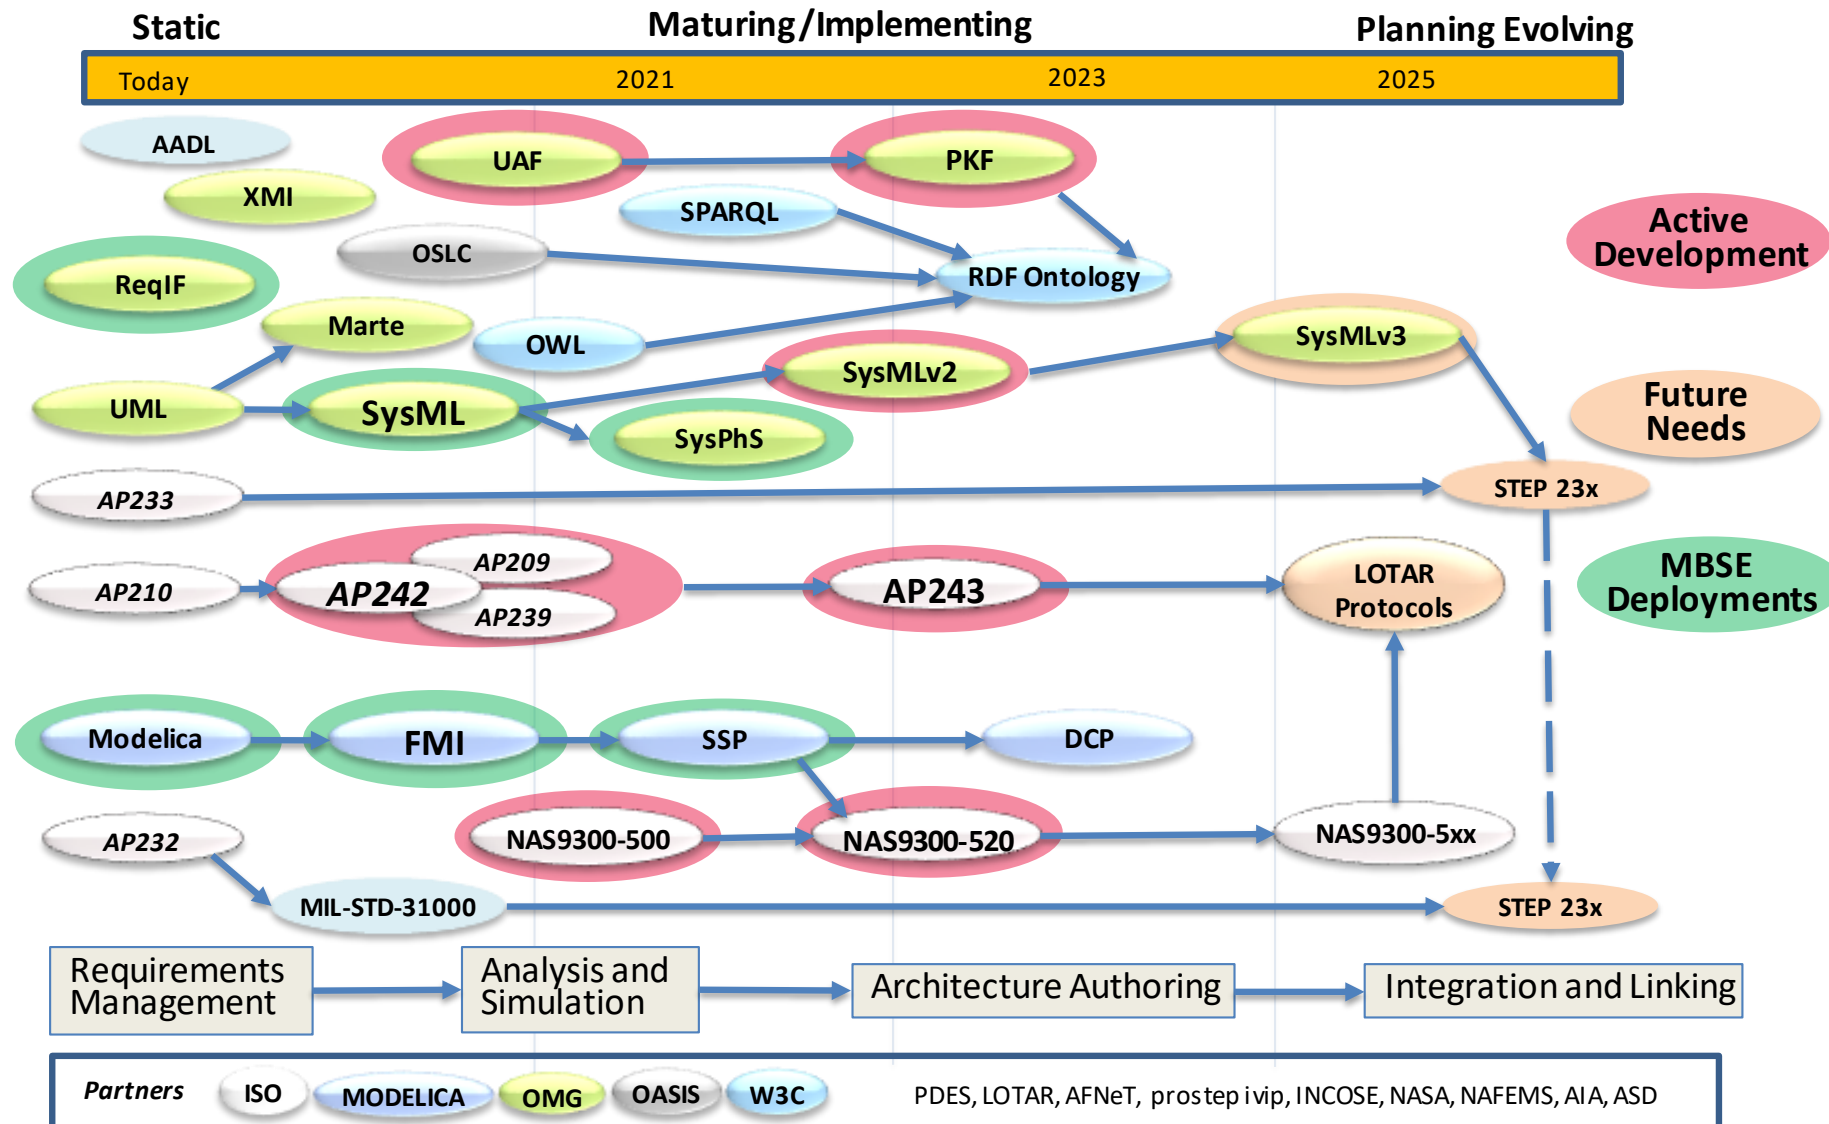 Static
Maturing/Implementing
Planning Evolving
Today
2021
2023
2025
AADL
UAF
PKF
XMI
SPARQL
OSLC
RDF Ontology
ReqIF
Marte
OWL
SysMLv2
SysMLv3
UML
SysML
SysPhS
AP233
STEP 23x
AP209
AP210
AP242
AP239
AP243
LOTAR
Protocols
Modelica
FMI
SSP
DCP
AP232
NAS9300-500
NAS9300-520
NAS9300-5xx
MIL-STD-31000
STEP 23x
Active
Development
Future
Needs
MBSE
Deployments
Requirements
Management
Analysis and
Simulation
Architecture Authoring
Integration and Linking
Partners
ISO
MODELICA
OMG
OASIS
W3C
PDES, LOTAR, AFNeT, prostep ivip, INCOSE, NASA, NAFEMS, AIA, ASD